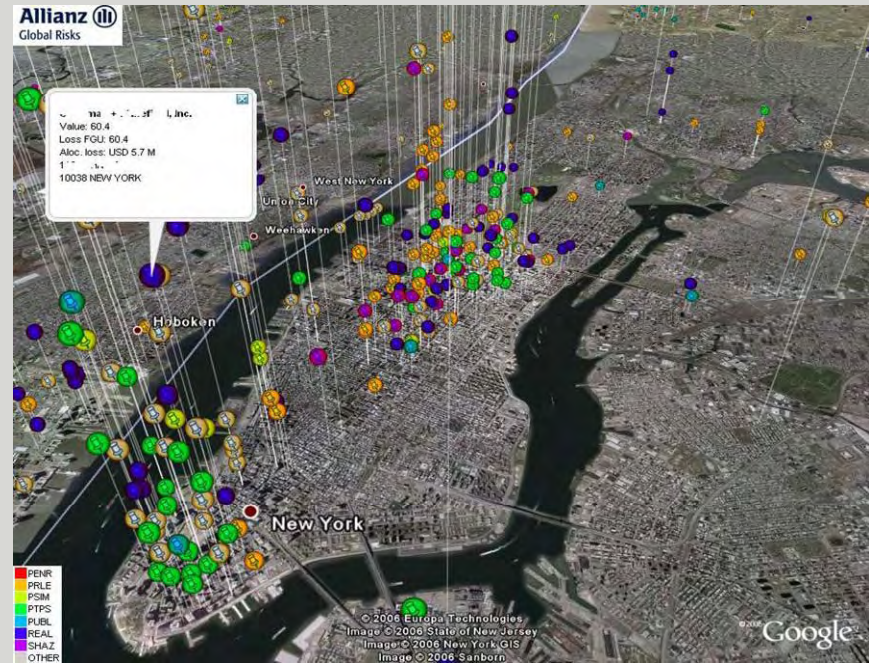 Allianz
Global Risks
Inc.
Value: 60.4
Loss FGU: 60.4
Aloc. loss: USD 5.7 M
10038 NEW YORK
West New York
Union City
Weehawken
Hoboken
New York
PENR
PRLE
PSIM
PTPS
PUBL
REAL
SHAZ
OTHER
© 2006 Europa Technologies
Image © 2006 State of New Jersey
Image © 2006 New York GIS
Image © 2006 Sanborn
Google